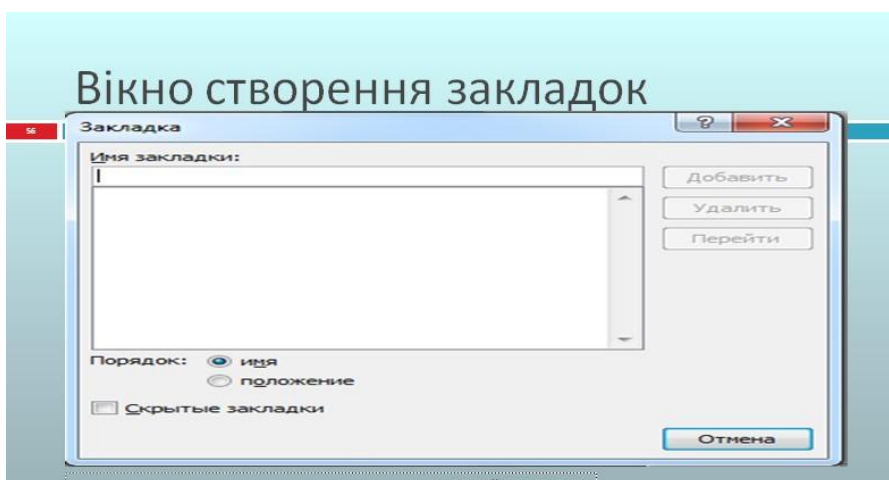 Вікно створення закладок
56
Закладка
Имя закладки:
Добавить
Удалить
Перейти
Порядок: имя
положение
Скрытые закладки
Отмена